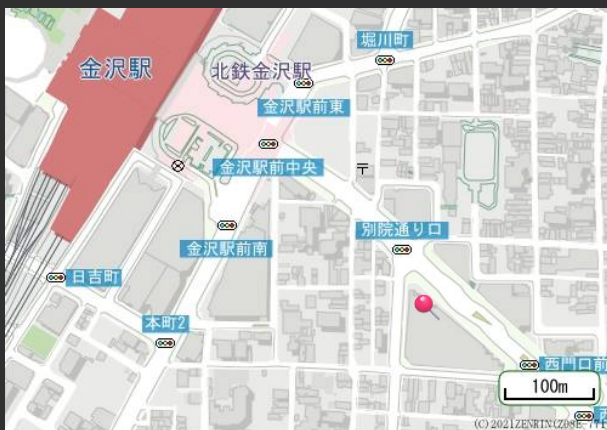 堀川町
金沢駅
北鉄金沢駅
金沢駅前東
金沢駅前中央
〒
別院通り口
金沢駅前南
日吉町
本町2
西門口前
100m
(C)2021ZENRIN(Z08E-